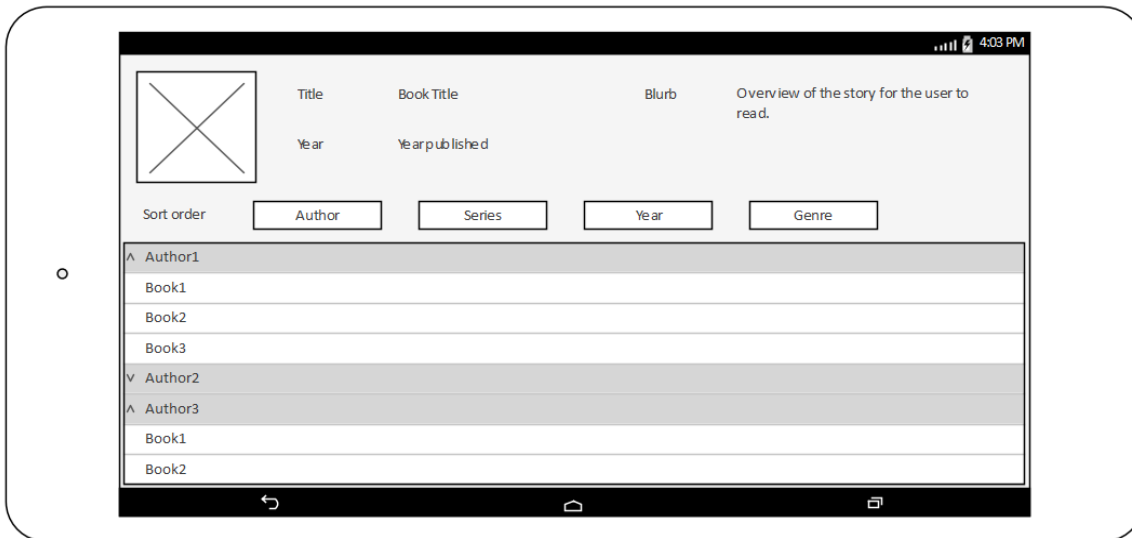 4:03 PM
Title
Book Title
Blurb
Overview of the story for the user to
read.
Year
Year published
Sort order
Author
Series
Year
Genre
Author1
Book1
Book2
Book3
Author2
Author3
Book1
Book2